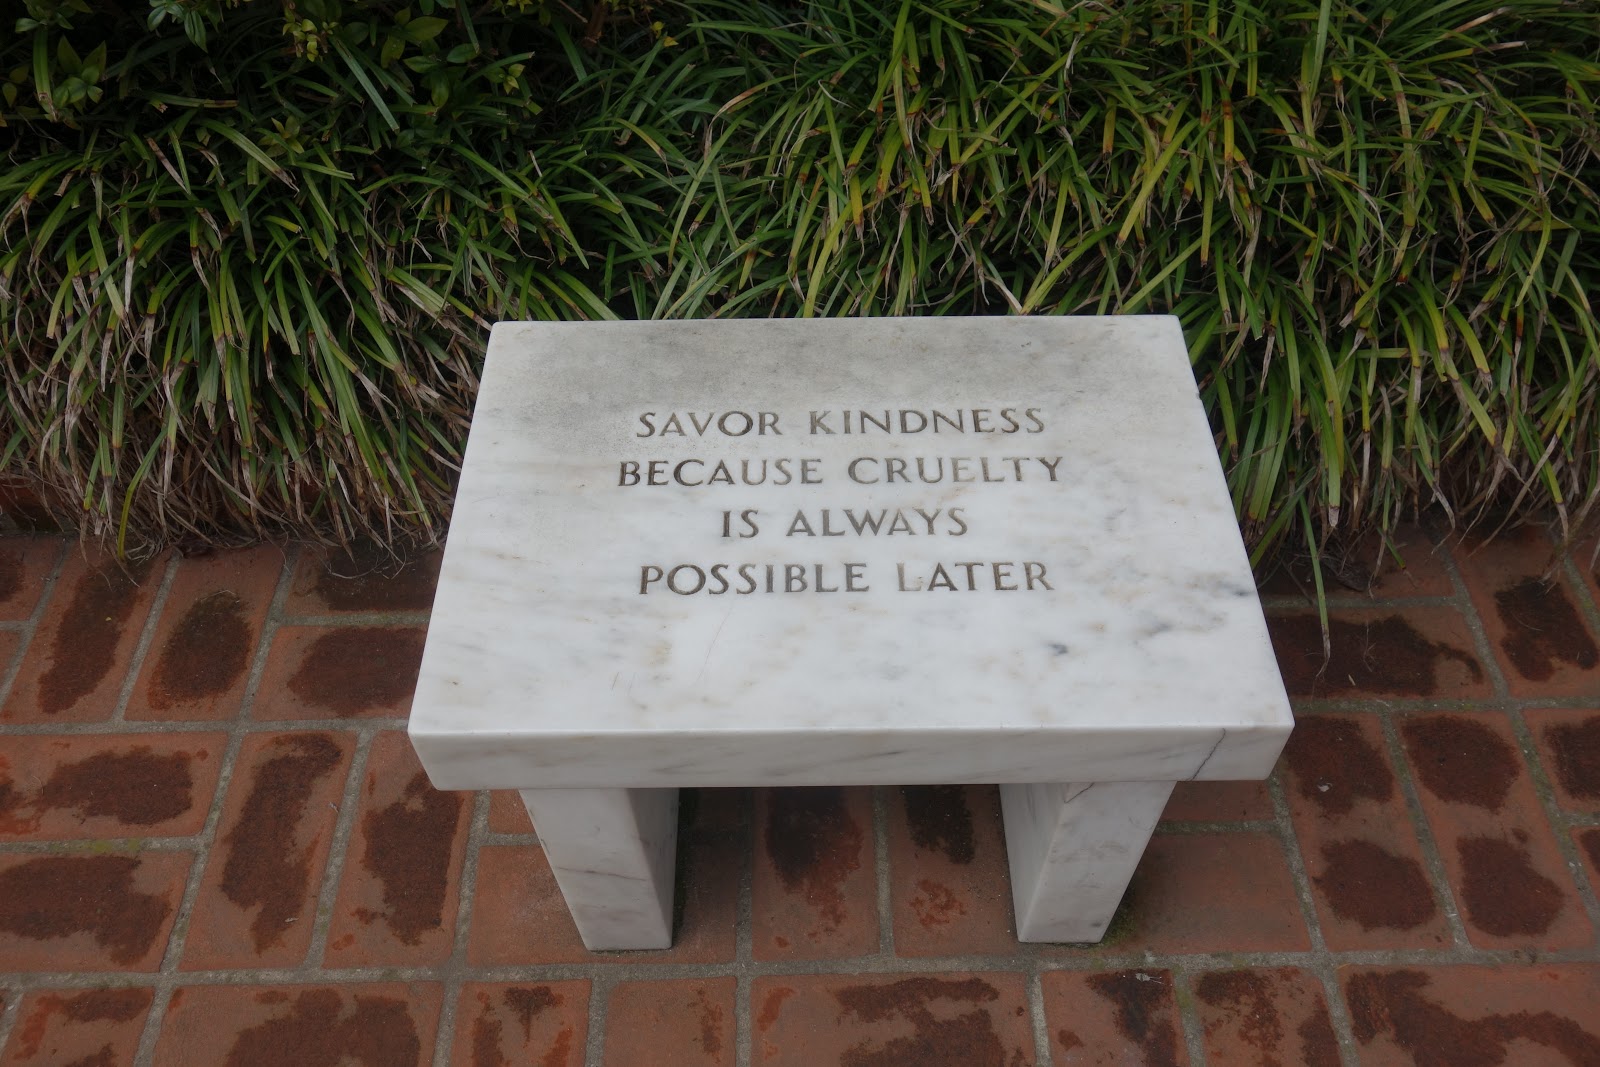 SAVOR KINDNESS
BECAUSE CRUELTY
IS ALWAYS
POSSIBLE LATER